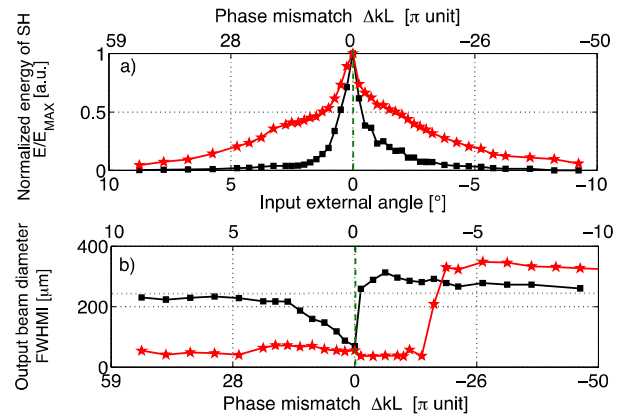 Phase mismatch ΔkL [π unit]
59 28 0 −26 −50
Normalized energy of SH
E/E_MAX [a.u.]
1
0.5
0
a)
10 5 0 −5 −10
Input external angle [°]
10 5 0 −5 −10
Output beam diameter
FWHMI [μm]
400
200
0
b)
59 28 0 −26 −50
Phase mismatch ΔkL [π unit]